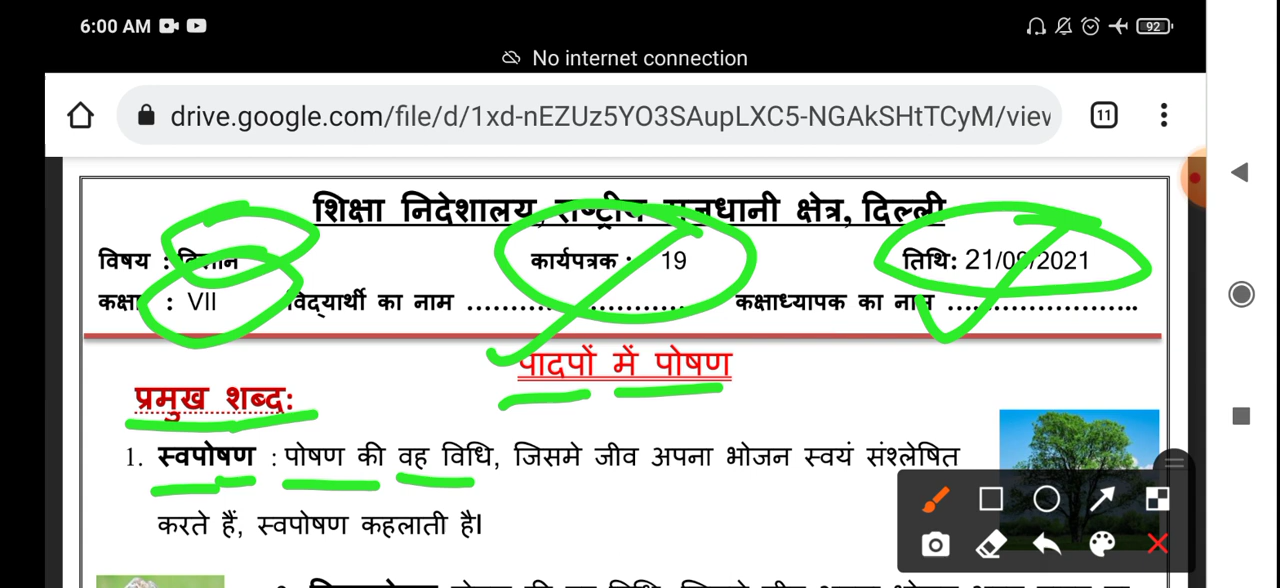 6:00 AM
92
No internet connection
drive.google.com/file/d/1xd-nEZUz5YO3SAupLXC5-NGAkSHtTCyM/view
11
शिक्षा निदेशालय, राष्ट्रीय राजधानी क्षेत्र, दिल्ली
विषय : विज्ञान कार्यपत्रक : 19 तिथि: 21/09/2021
कक्षा : VII विद्यार्थी का नाम ........................ कक्षाध्यापक का नाम ......................
पादपों में पोषण
प्रमुख शब्द:
1. स्वपोषण : पोषण की वह विधि, जिसमे जीव अपना भोजन स्वयं संश्लेषित
करते हैं, स्वपोषण कहलाती है।